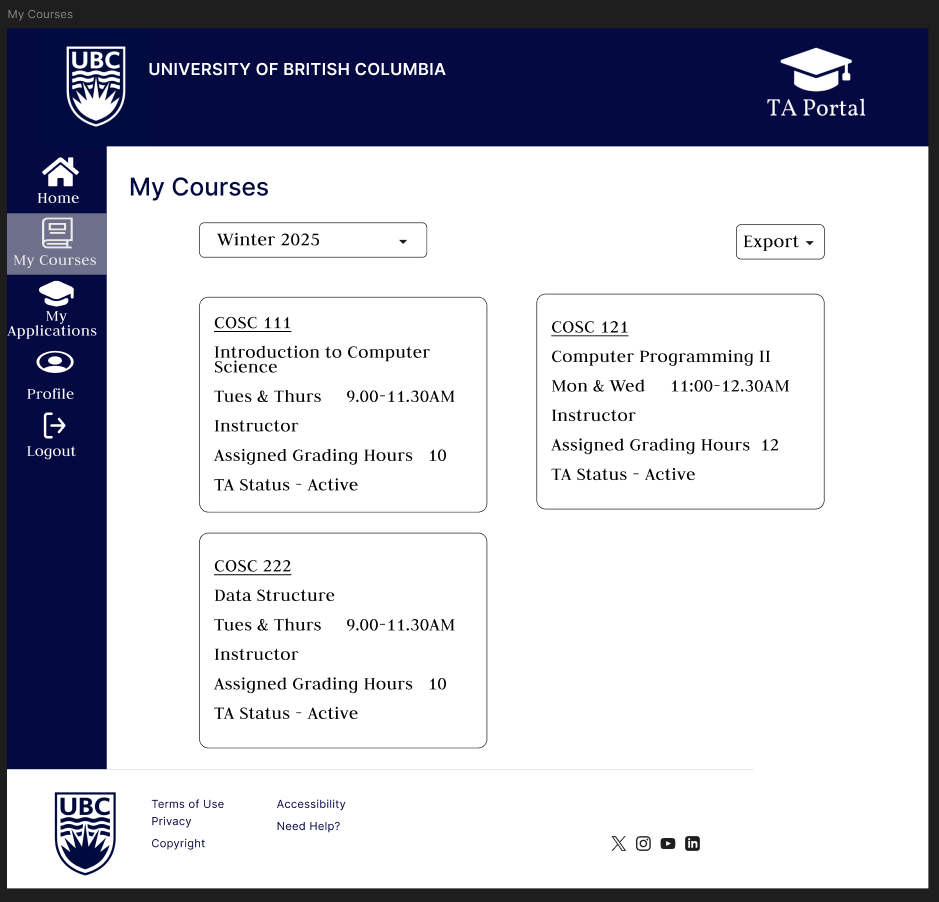 My Courses
UBC
UNIVERSITY OF BRITISH COLUMBIA
TA Portal
Home
My Courses
My
Applications
Profile
Logout
My Courses
Winter 2025
Export
COSC 111
Introduction to Computer
Science
Tues & Thurs 9.00-11.30AM
Instructor
Assigned Grading Hours 10
TA Status - Active
COSC 121
Computer Programming II
Mon & Wed 11:00-12.30AM
Instructor
Assigned Grading Hours 12
TA Status - Active
COSC 222
Data Structure
Tues & Thurs 9.00-11.30AM
Instructor
Assigned Grading Hours 10
TA Status - Active
UBC
Terms of Use
Privacy
Copyright
Accessibility
Need Help?